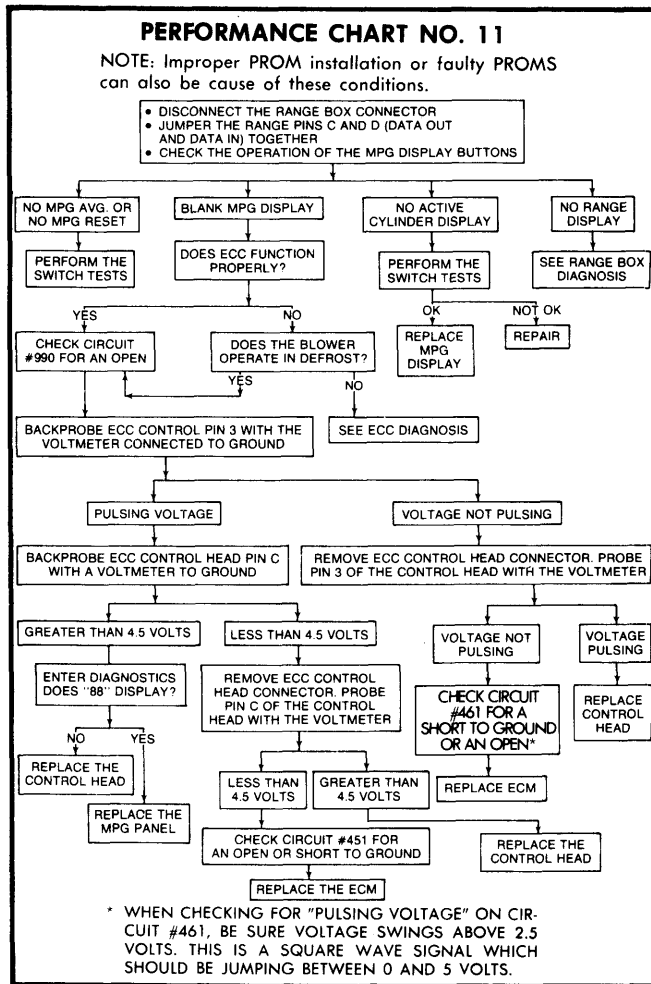 PERFORMANCE CHART NO. 11
NOTE: Improper PROM installation or faulty PROMS
can also be cause of these conditions.
• DISCONNECT THE RANGE BOX CONNECTOR
• JUMPER THE RANGE PINS C AND D (DATA OUT
AND DATA IN) TOGETHER
• CHECK THE OPERATION OF THE MPG DISPLAY BUTTONS
NO MPG AVG. OR
NO MPG RESET
BLANK MPG DISPLAY
NO ACTIVE
CYLINDER DISPLAY
NO RANGE
DISPLAY
PERFORM THE
SWITCH TESTS
DOES ECC FUNCTION
PROPERLY?
PERFORM THE
SWITCH TESTS
SEE RANGE BOX
DIAGNOSIS
YES
NO
OK
NOT OK
CHECK CIRCUIT
#990 FOR AN OPEN
DOES THE BLOWER
OPERATE IN DEFROST?
REPLACE
MPG
DISPLAY
REPAIR
YES
NO
BACKPROBE ECC CONTROL PIN 3 WITH THE
VOLTMETER CONNECTED TO GROUND
SEE ECC DIAGNOSIS
PULSING VOLTAGE
VOLTAGE NOT PULSING
BACKPROBE ECC CONTROL HEAD PIN C
WITH A VOLTMETER TO GROUND
REMOVE ECC CONTROL HEAD CONNECTOR. PROBE
PIN 3 OF THE CONTROL HEAD WITH THE VOLTMETER
GREATER THAN 4.5 VOLTS
LESS THAN 4.5 VOLTS
VOLTAGE NOT
PULSING
VOLTAGE
PULSING
ENTER DIAGNOSTICS
DOES "88" DISPLAY?
REMOVE ECC CONTROL
HEAD CONNECTOR. PROBE
PIN C OF THE CONTROL
HEAD WITH THE VOLTMETER
CHECK CIRCUIT
#461 FOR A
SHORT TO GROUND
OR AN OPEN*
REPLACE
CONTROL
HEAD
NO
YES
REPLACE THE
CONTROL HEAD
REPLACE THE
MPG PANEL
LESS THAN
4.5 VOLTS
GREATER THAN
4.5 VOLTS
REPLACE ECM
CHECK CIRCUIT #451 FOR
AN OPEN OR SHORT TO GROUND
REPLACE THE
CONTROL HEAD
REPLACE THE ECM
* WHEN CHECKING FOR "PULSING VOLTAGE" ON CIR-
CUIT #461, BE SURE VOLTAGE SWINGS ABOVE 2.5
VOLTS. THIS IS A SQUARE WAVE SIGNAL WHICH
SHOULD BE JUMPING BETWEEN 0 AND 5 VOLTS.